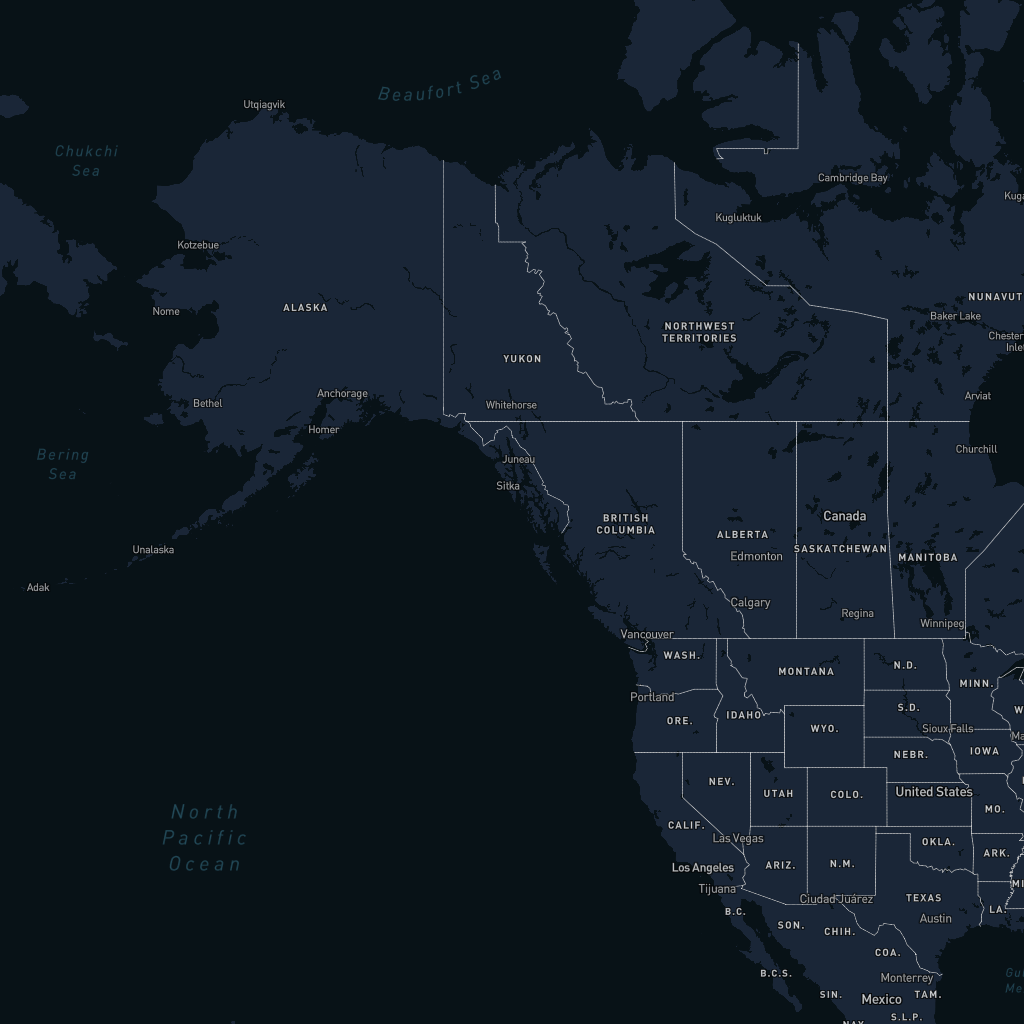 Beaufort Sea
Utqiagvik
Chukchi
Sea
Cambridge Bay
Kugluktuk
Kotzebue
NUNAVUT
Nome
ALASKA
Baker Lake
NORTHWEST
TERRITORIES
Chester
Inle
YUKON
Anchorage
Arviat
Bethel
Whitehorse
Homer
Churchill
Bering
Sea
Juneau
Sitka
BRITISH
COLUMBIA
Canada
ALBERTA
SASKATCHEWAN
Unalaska
Edmonton
MANITOBA
Adak
Calgary
Regina
Winnipeg
Vancouver
WASH.
N.D.
MONTANA
MINN.
Portland
S.D.
IDAHO
ORE.
WYO.
Sioux Falls
IOWA
NEBR.
NEV.
UTAH
COLO.
United States
MO.
North
Pacific
Ocean
CALIF.
Las Vegas
OKLA.
ARK.
Los Angeles
ARIZ.
N.M.
Tijuana
Ciudad Juárez
TEXAS
B.C.
LA.
Austin
SON.
CHIH.
COA.
B.C.S.
Monterrey
SIN.
Mexico
TAM.
S.L.P.